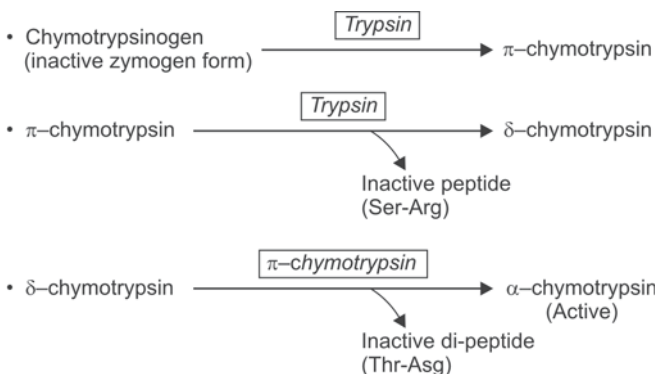 Trypsin
• Chymotrypsinogen
(inactive zymogen form)
π–chymotrypsin
Trypsin
• π–chymotrypsin
δ–chymotrypsin
Inactive peptide
(Ser-Arg)
π–chymotrypsin
• δ–chymotrypsin
α–chymotrypsin
(Active)
Inactive di-peptide
(Thr-Asg)